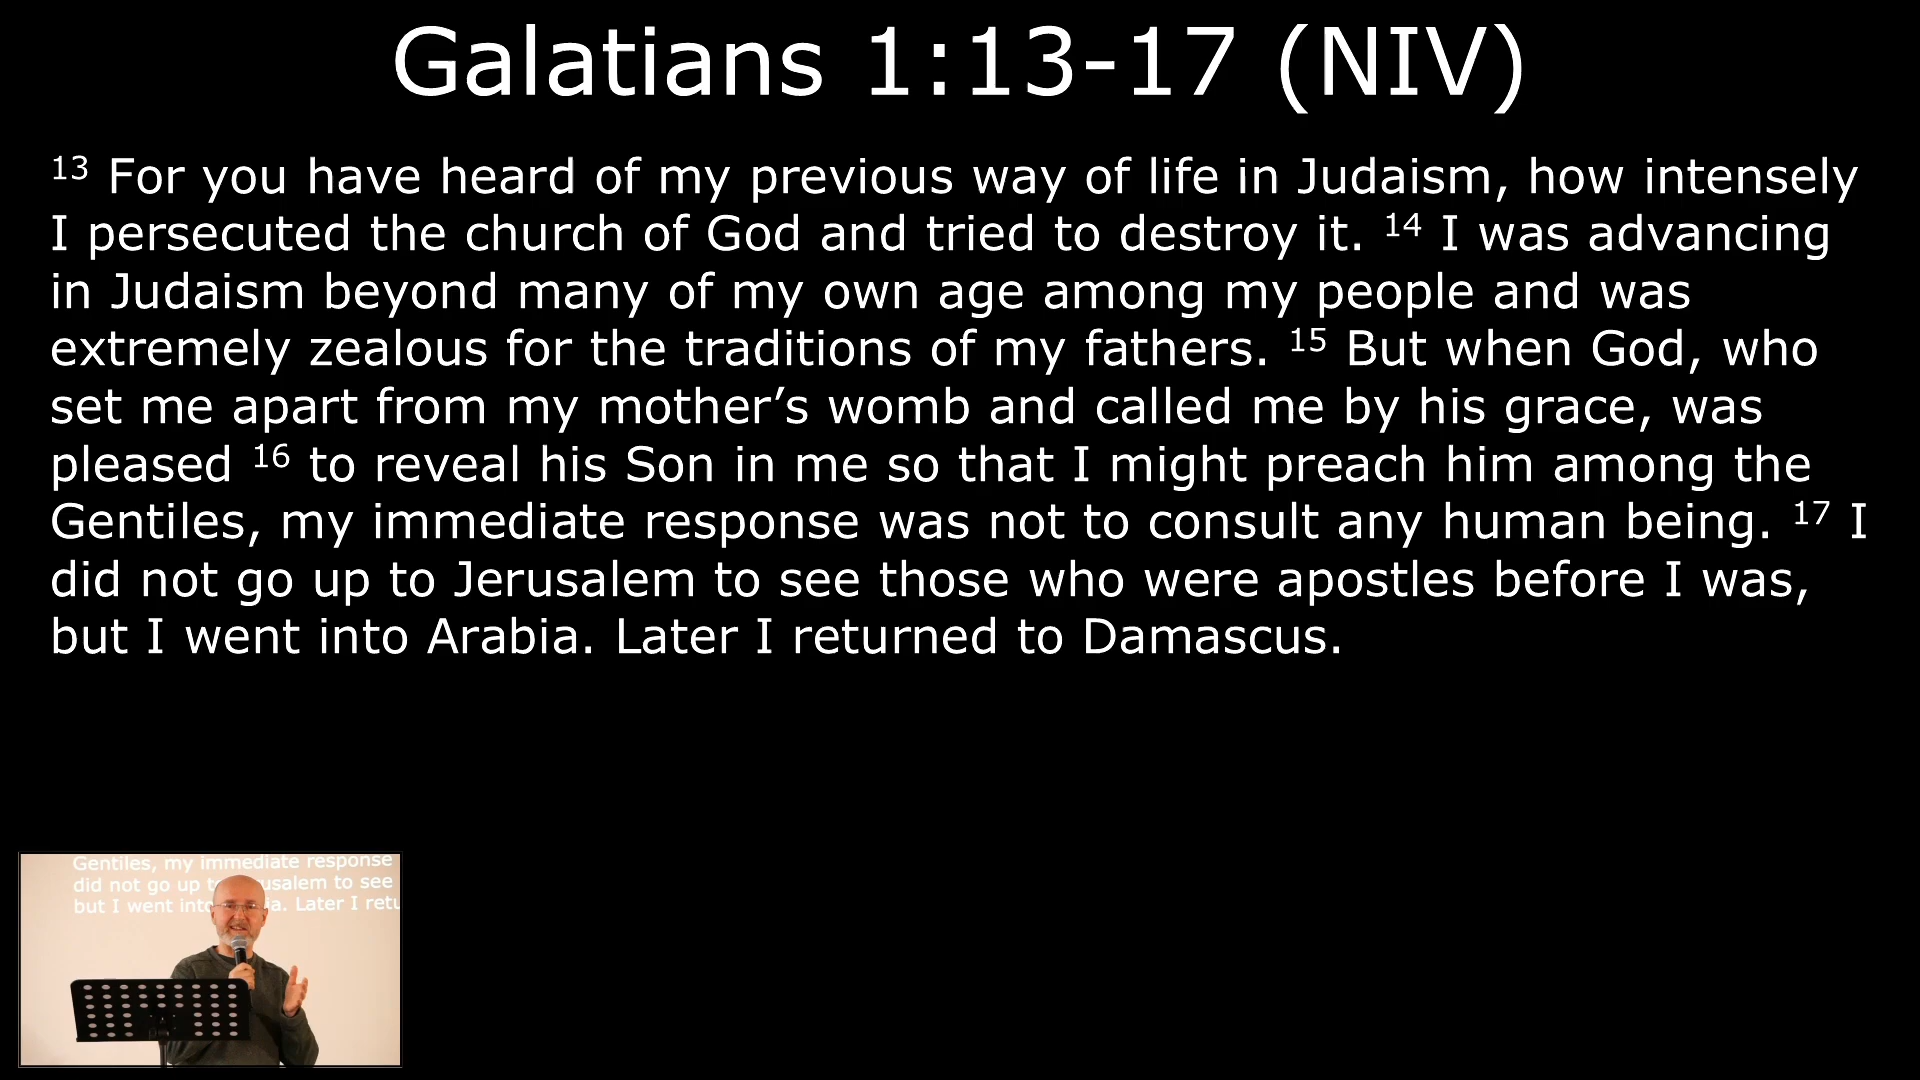 Galatians 1:13-17 (NIV)
13 For you have heard of my previous way of life in Judaism, how intensely
I persecuted the church of God and tried to destroy it. 14 I was advancing
in Judaism beyond many of my own age among my people and was
extremely zealous for the traditions of my fathers. 15 But when God, who
set me apart from my mother’s womb and called me by his grace, was
pleased 16 to reveal his Son in me so that I might preach him among the
Gentiles, my immediate response was not to consult any human being. 17 I
did not go up to Jerusalem to see those who were apostles before I was,
but I went into Arabia. Later I returned to Damascus.
Gentiles, my immediate response
did not go up to usalem to see
but I went into ia. Later I retu